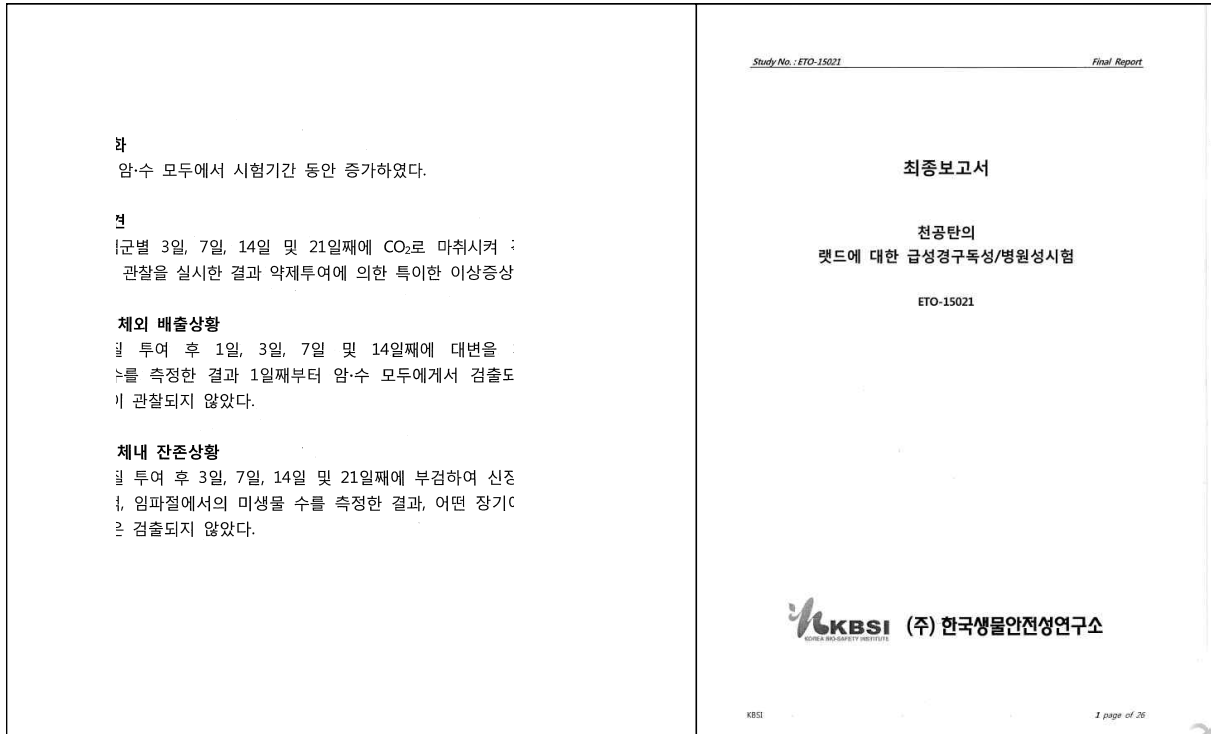 화
암·수 모두에서 시험기간 동안 증가하였다.
견
군별 3일, 7일, 14일 및 21일째에 CO₂로 마취시켜
관찰을 실시한 결과 약제투여에 의한 특이한 이상증상
체외 배출상황
투여 후 1일, 3일, 7일 및 14일째에 대변을
수를 측정한 결과 1일째부터 암·수 모두에게서 검출되
이 관찰되지 않았다.
체내 잔존상황
투여 후 3일, 7일, 14일 및 21일째에 부검하여 신장
임파절에서의 미생물 수를 측정한 결과, 어떤 장기에
은 검출되지 않았다.
Study No. : ETO-15021 Final Report
최종보고서
천공탄의
랫드에 대한 급성경구독성/병원성시험
ETO-15021
KBSI (주) 한국생물안전성연구소
KOREA BIO-SAFETY INSTITUTE
KBSI 1 page of 26